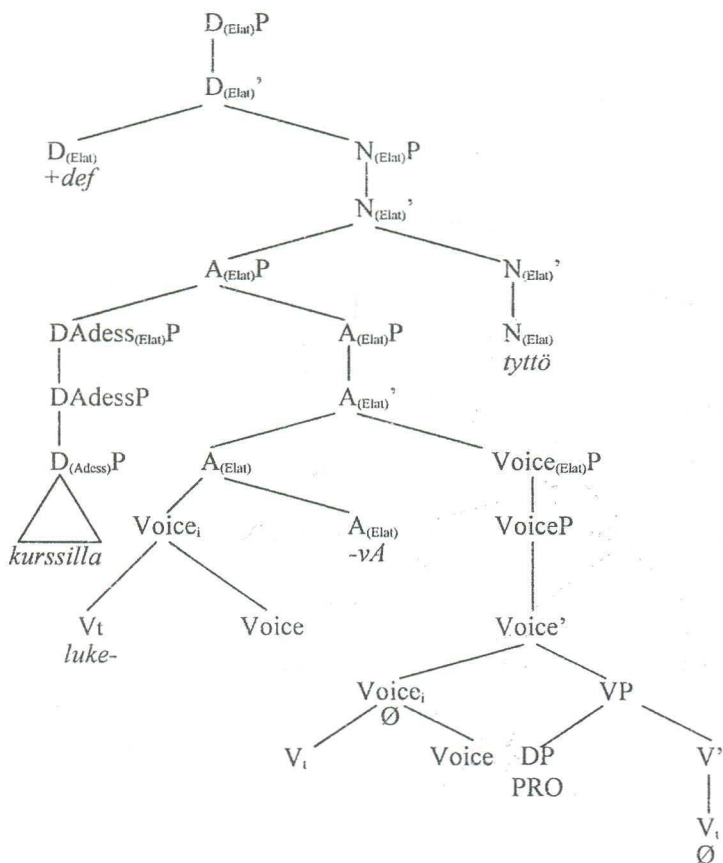 D(Elat)P
D(Elat)’
D(Elat) N(Elat)P
+def
N(Elat)’
A(Elat)P N(Elat)’
DAdess(Elat)P A(Elat)P N(Elat)
tyttö
DAdessP A(Elat)’
D(Adess)P A(Elat) Voice(Elat)P
kurssilla Voicei A(Elat) VoiceP
-vA
Vt Voice Voice’
luke-
Voicei VP
Ø
Vt Voice DP V’
PRO
Vt
Ø